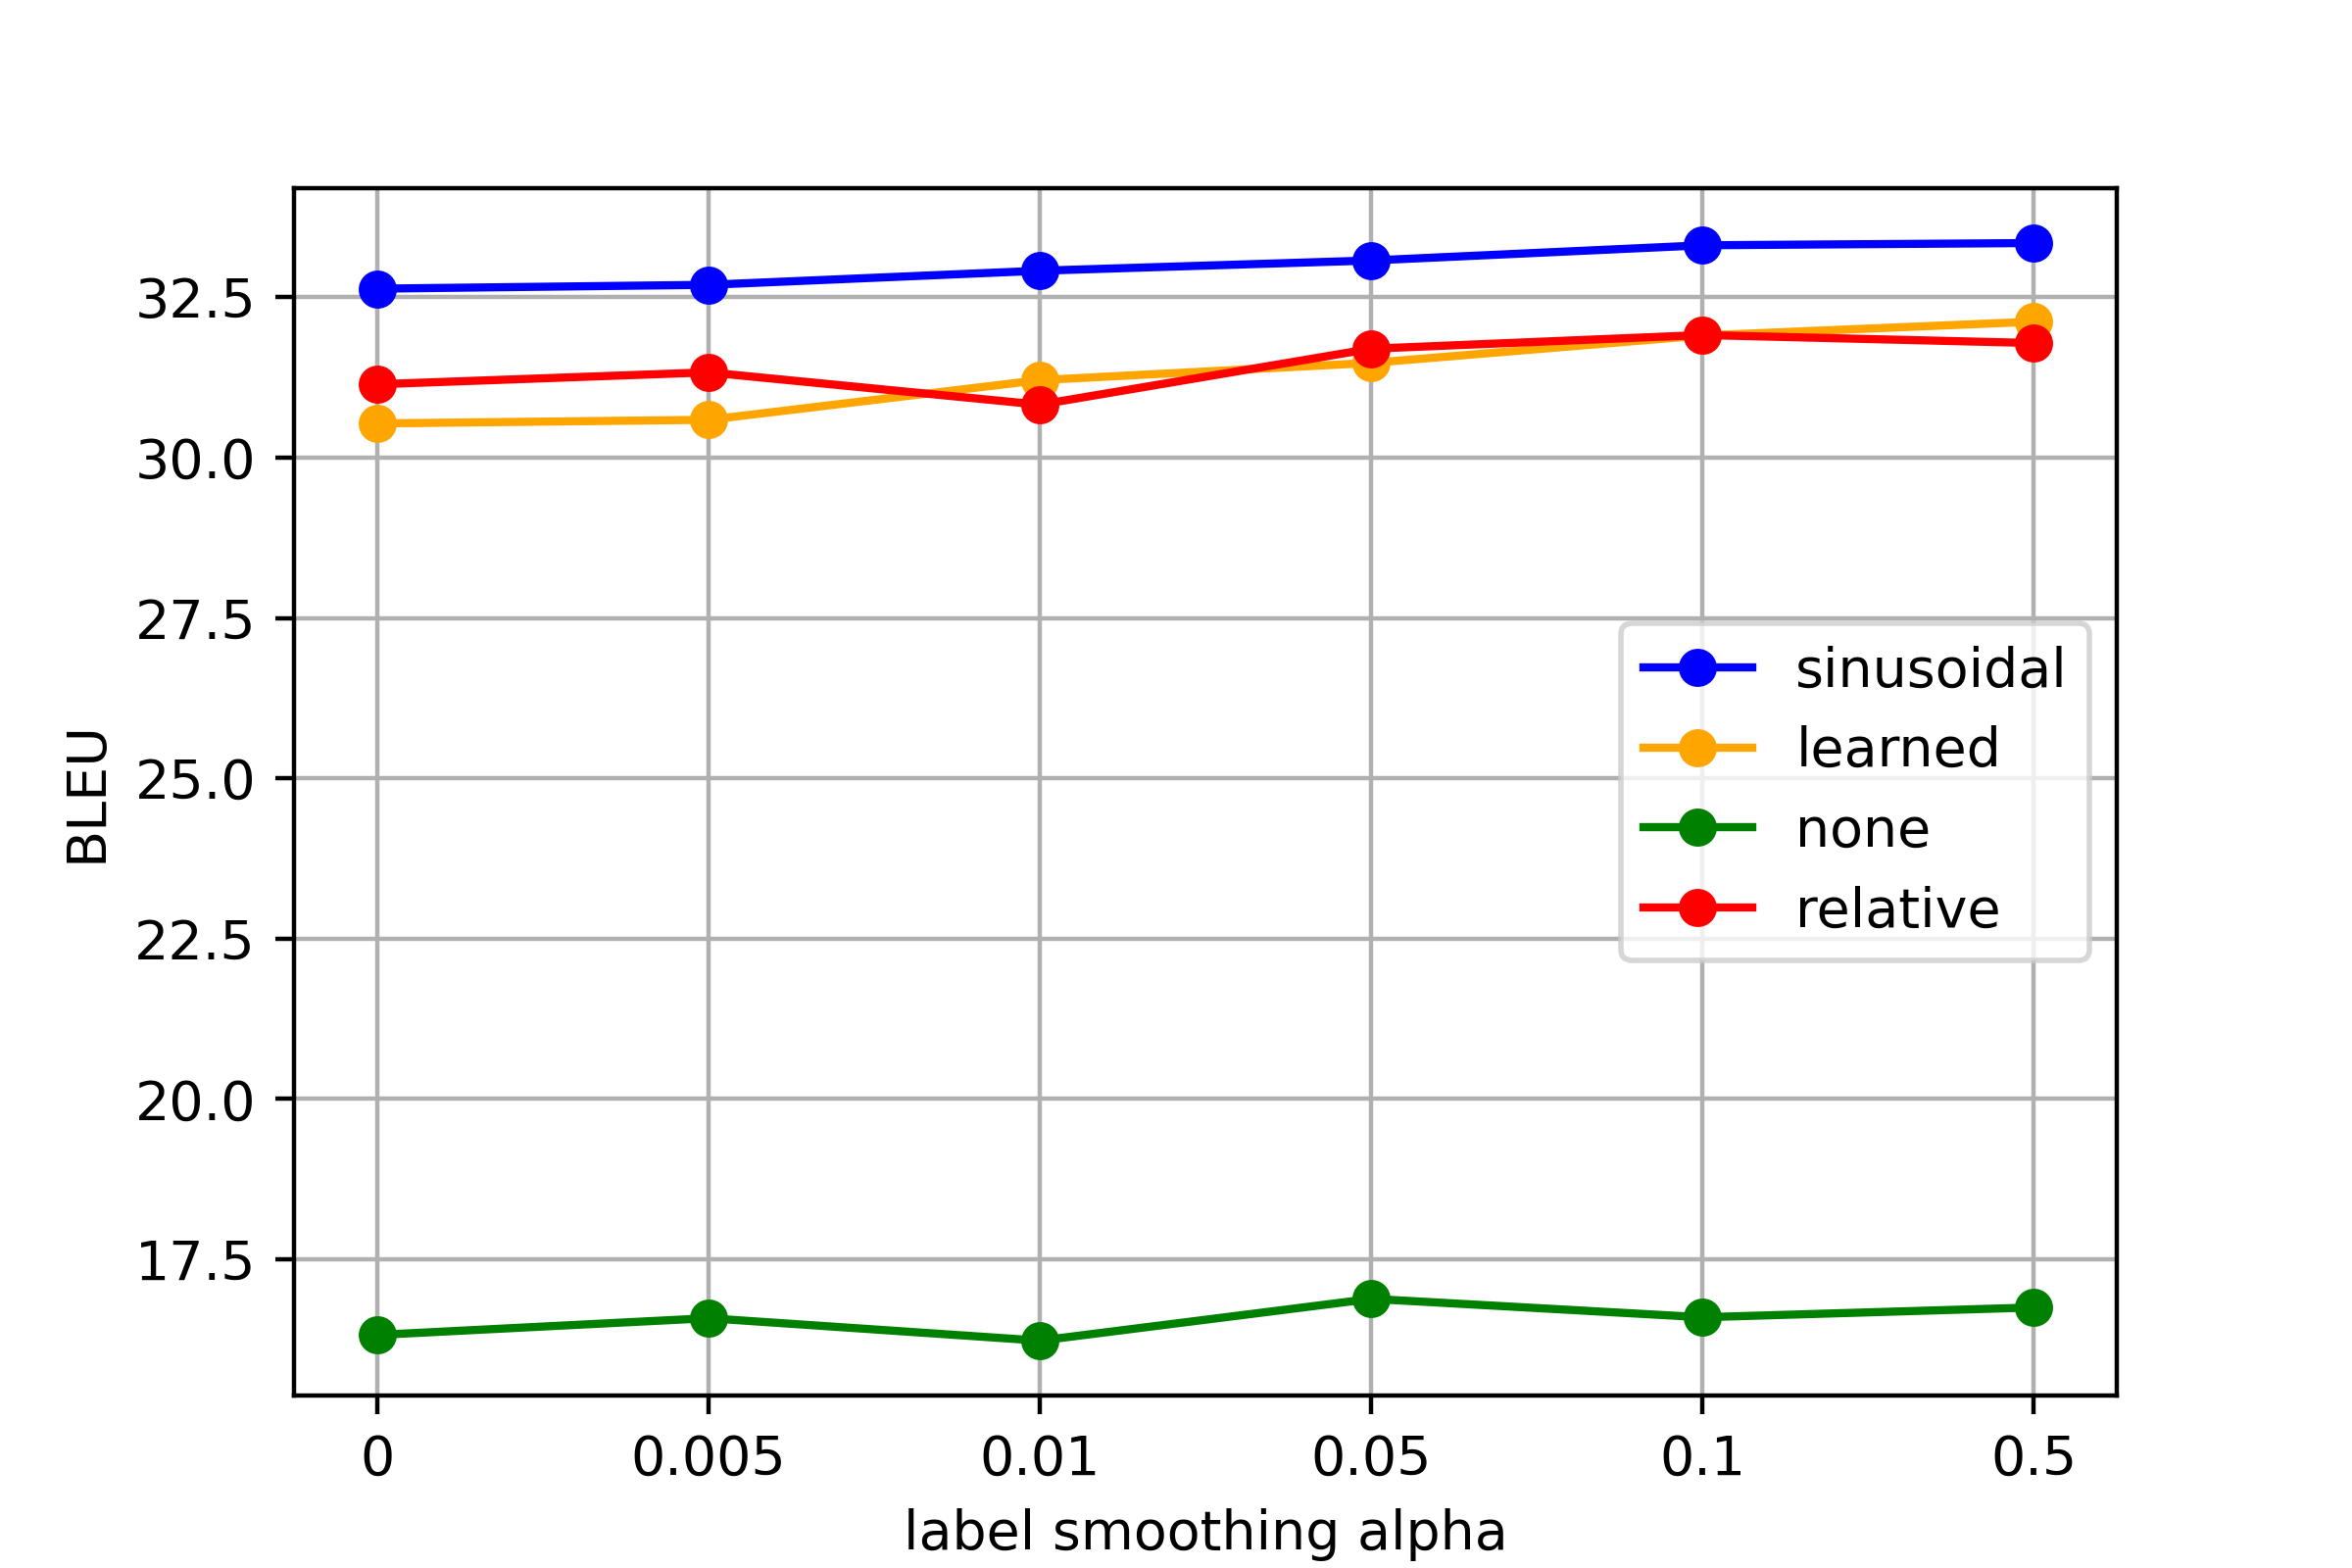 32.5
30.0
27.5
25.0
22.5
20.0
17.5
BLEU
sinusoidal
learned
none
relative
0 0.005 0.01 0.05 0.1 0.5
label smoothing alpha